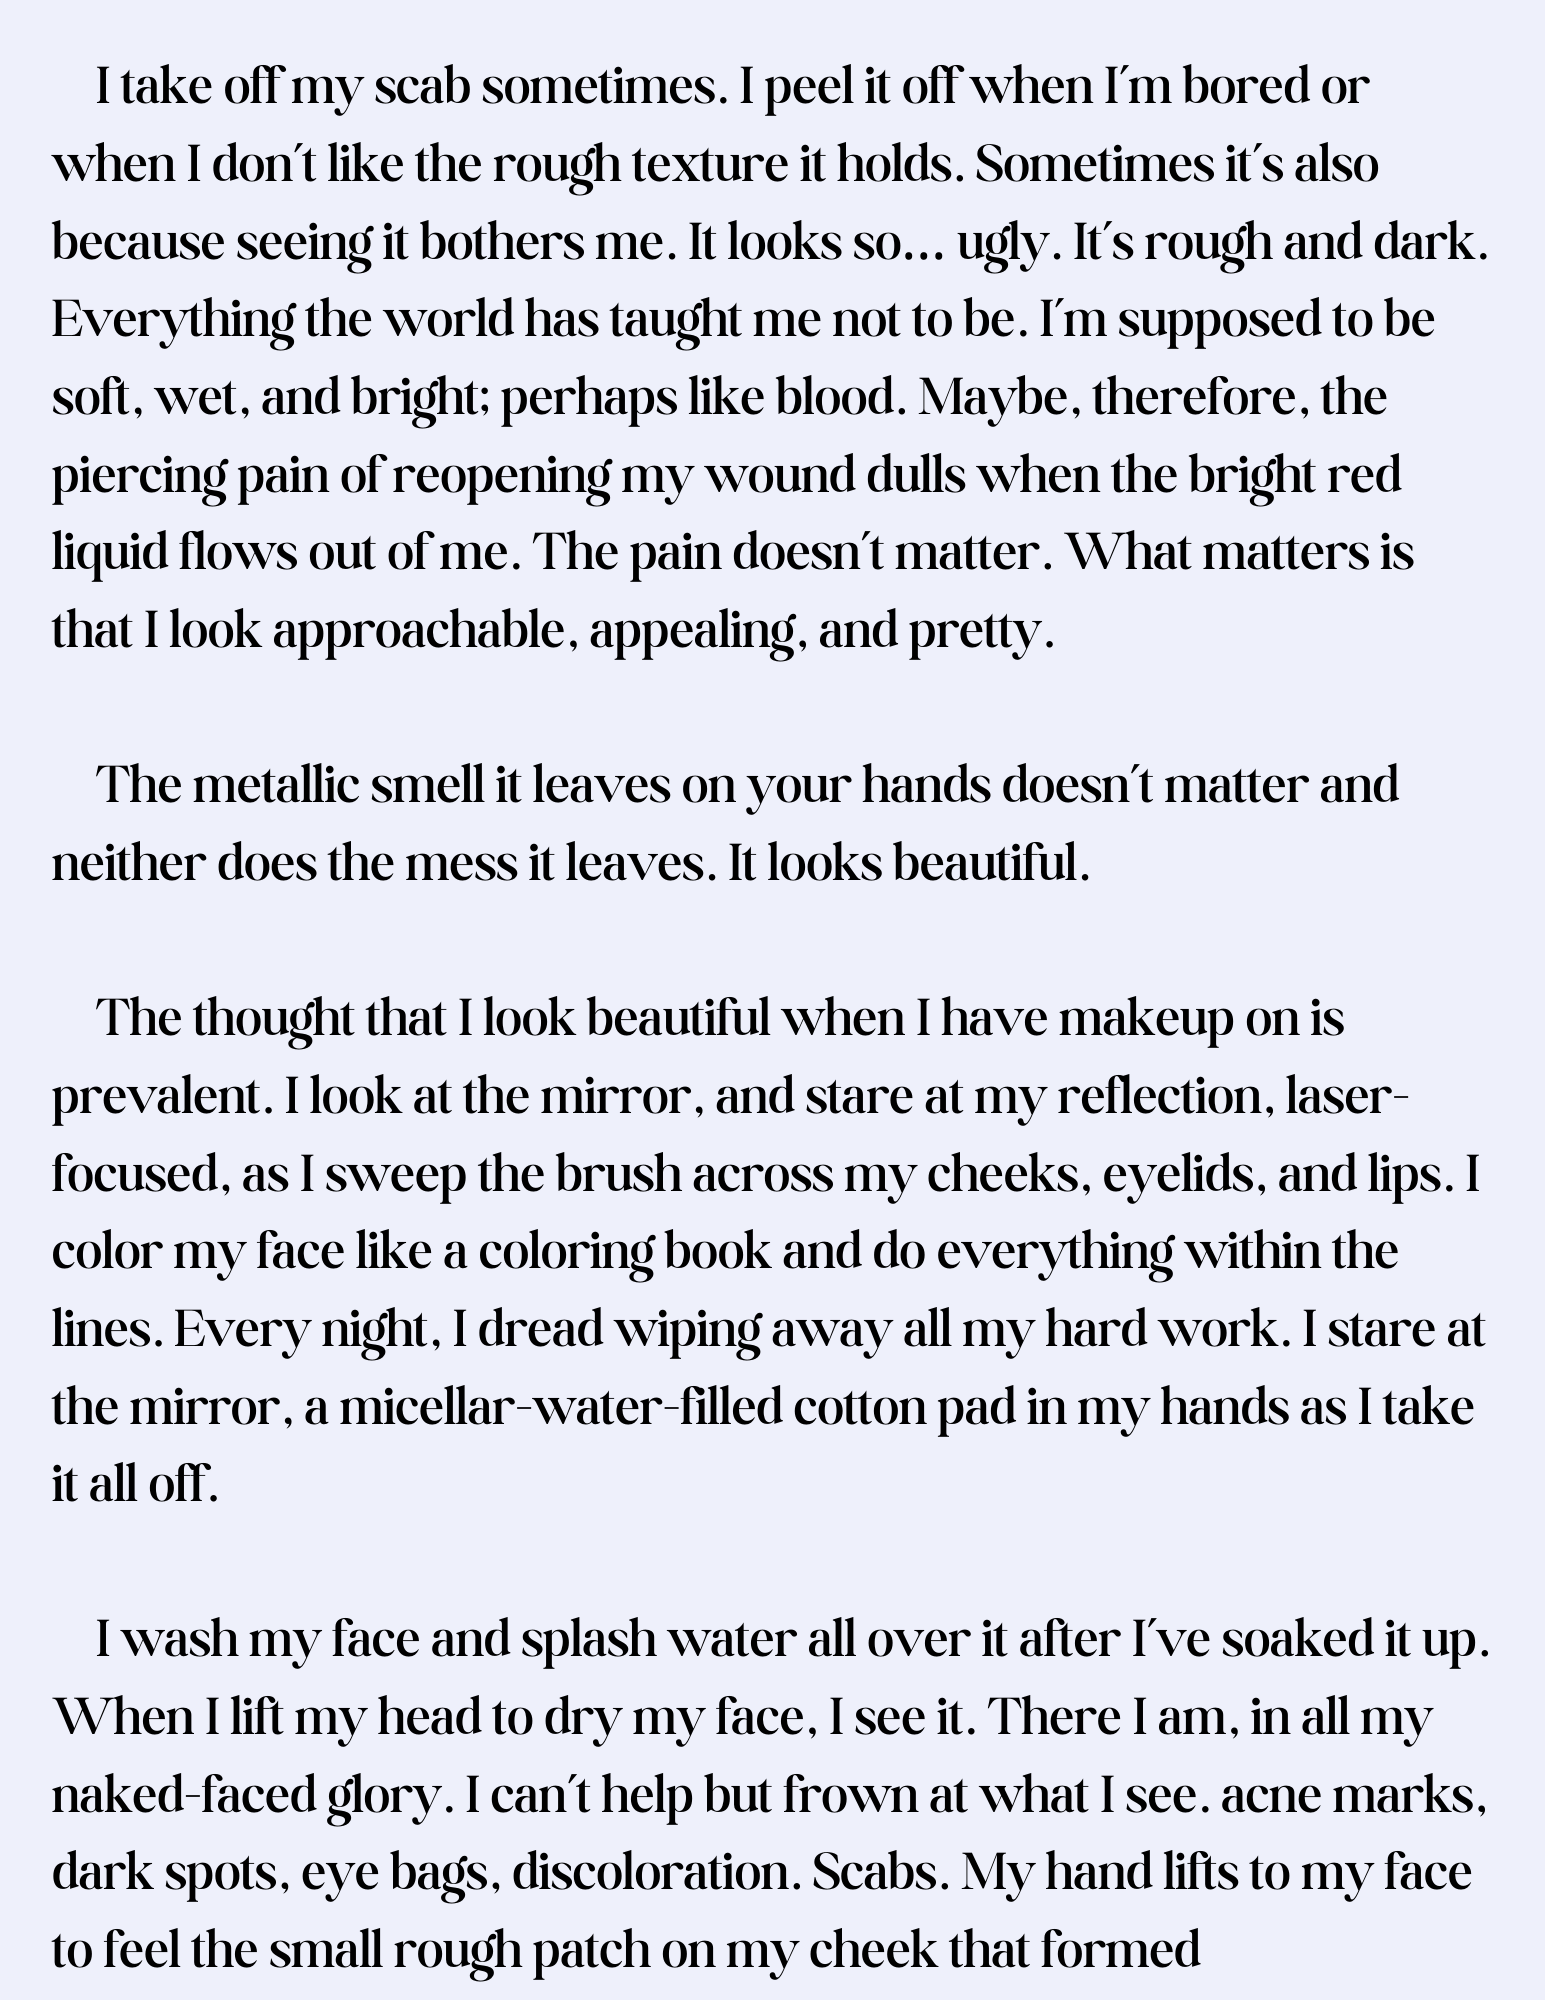 I take off my scab sometimes. I peel it off when I´m bored or
when I don´t like the rough texture it holds. Sometimes it´s also
because seeing it bothers me. It looks so... ugly. It´s rough and dark.
Everything the world has taught me not to be. I´m supposed to be
soft, wet, and bright; perhaps like blood. Maybe, therefore, the
piercing pain of reopening my wound dulls when the bright red
liquid flows out of me. The pain doesn´t matter. What matters is
that I look approachable, appealing, and pretty.
The metallic smell it leaves on your hands doesn´t matter and
neither does the mess it leaves. It looks beautiful.
The thought that I look beautiful when I have makeup on is
prevalent. I look at the mirror, and stare at my reflection, laser-
focused, as I sweep the brush across my cheeks, eyelids, and lips. I
color my face like a coloring book and do everything within the
lines. Every night, I dread wiping away all my hard work. I stare at
the mirror, a micellar-water-filled cotton pad in my hands as I take
it all off.
I wash my face and splash water all over it after I´ve soaked it up.
When I lift my head to dry my face, I see it. There I am, in all my
naked-faced glory. I can´t help but frown at what I see. acne marks,
dark spots, eye bags, discoloration. Scabs. My hand lifts to my face
to feel the small rough patch on my cheek that formed